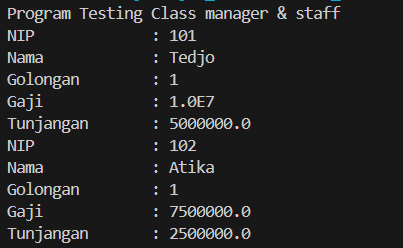 Prolongan Testing Class manager & staff
NIP : 101
Nama : Tedjo
Golongan : 1
Gaji : 1.0E7
Tunjangan : 5000000.0
NIP : 102
Nama : Atika
Golongan : 1
Gaji : 7500000.0
Tunjangan : 2500000.0